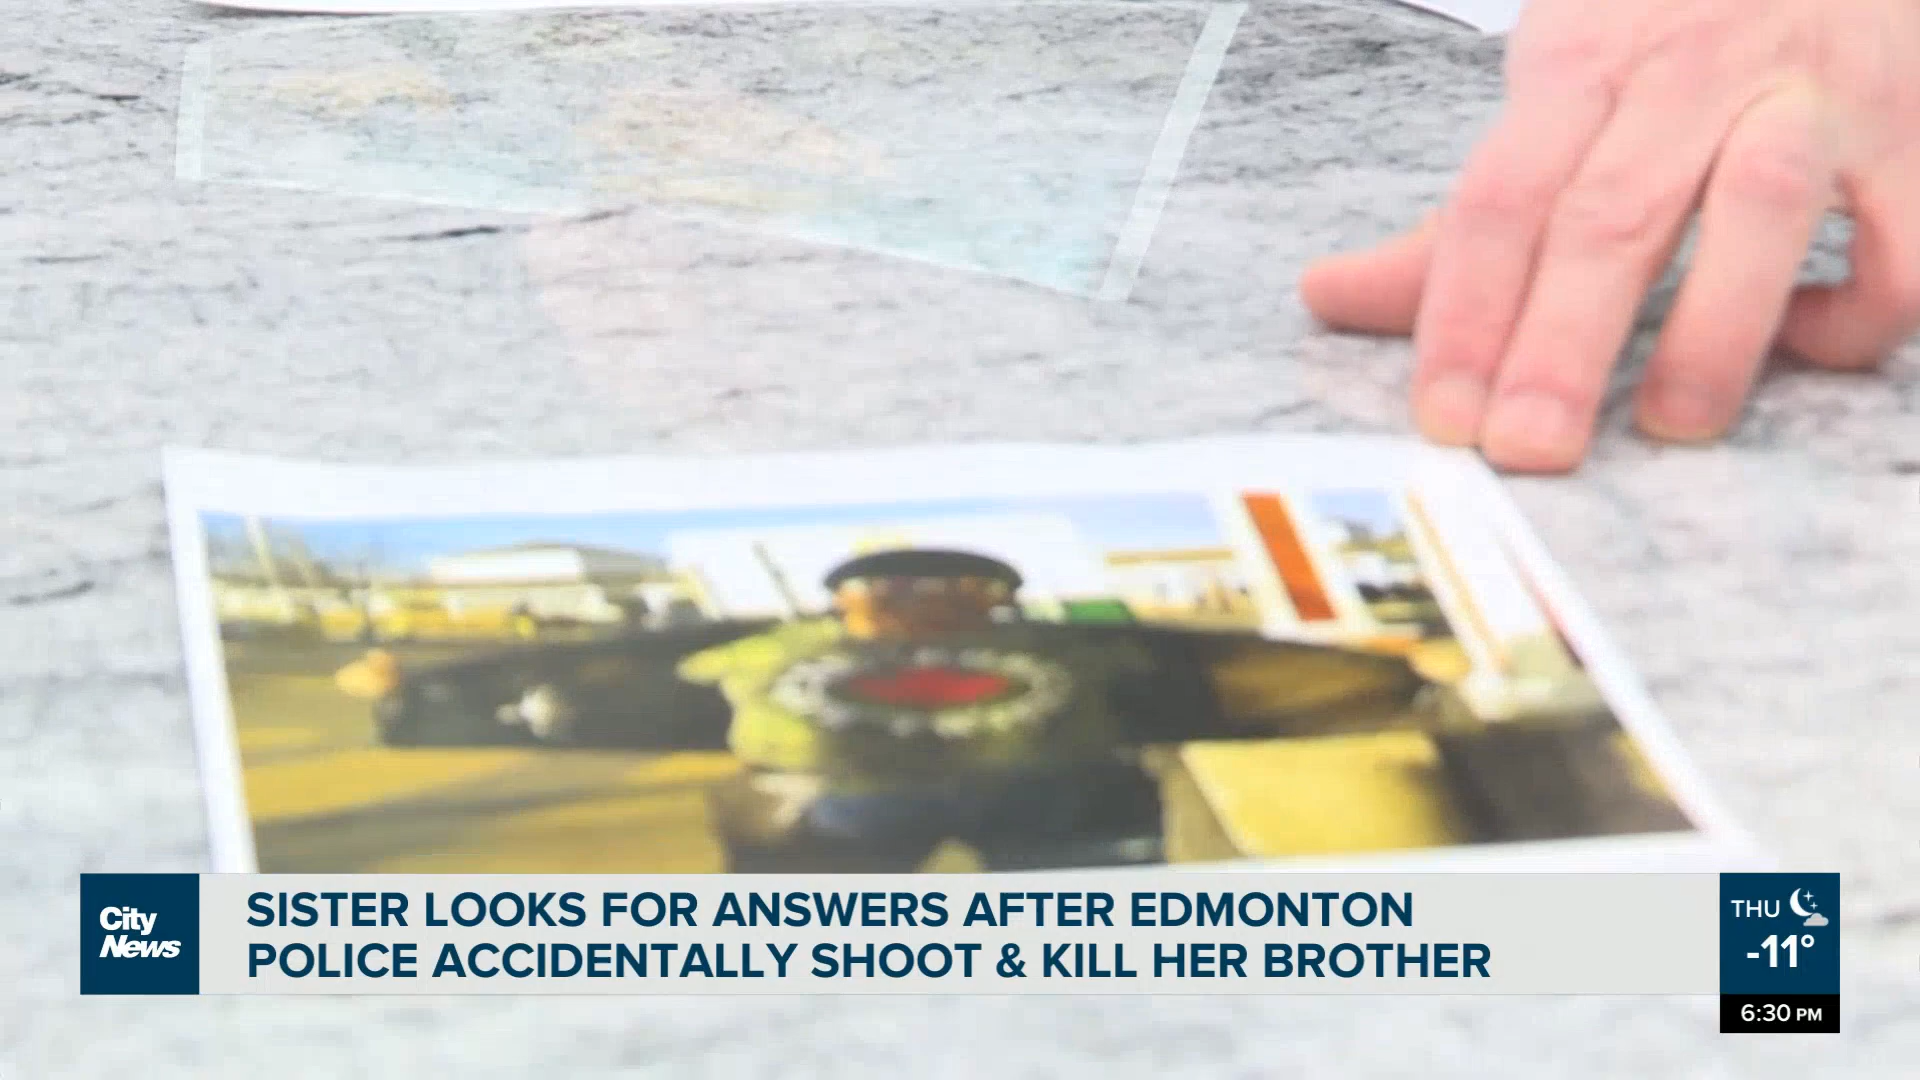 City
News
SISTER LOOKS FOR ANSWERS AFTER EDMONTON
POLICE ACCIDENTALLY SHOOT & KILL HER BROTHER
THU
-11°
6:30 PM